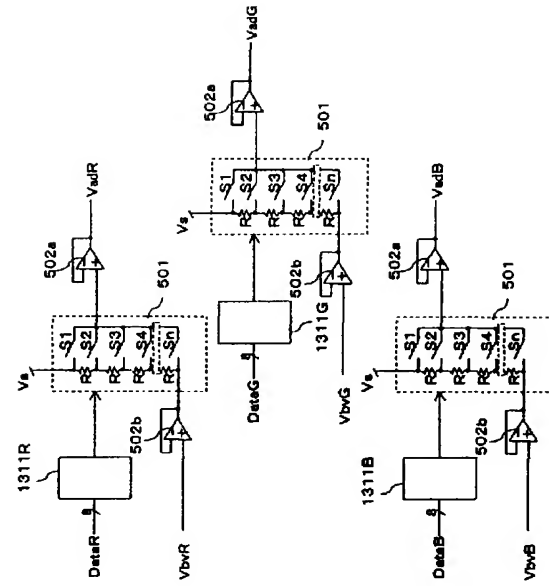 DataR
8
1311R
VbvR
502b
Vs
S1
S2
S3
S4
Sn
R
R
R
R
501
502a
VadR
DataG
8
1311G
VbvG
502b
Vs
S1
S2
S3
S4
Sn
R
R
R
R
501
502a
VadG
DataB
8
1311B
VbvB
502b
Vs
S1
S2
S3
S4
Sn
R
R
R
R
501
502a
VadB